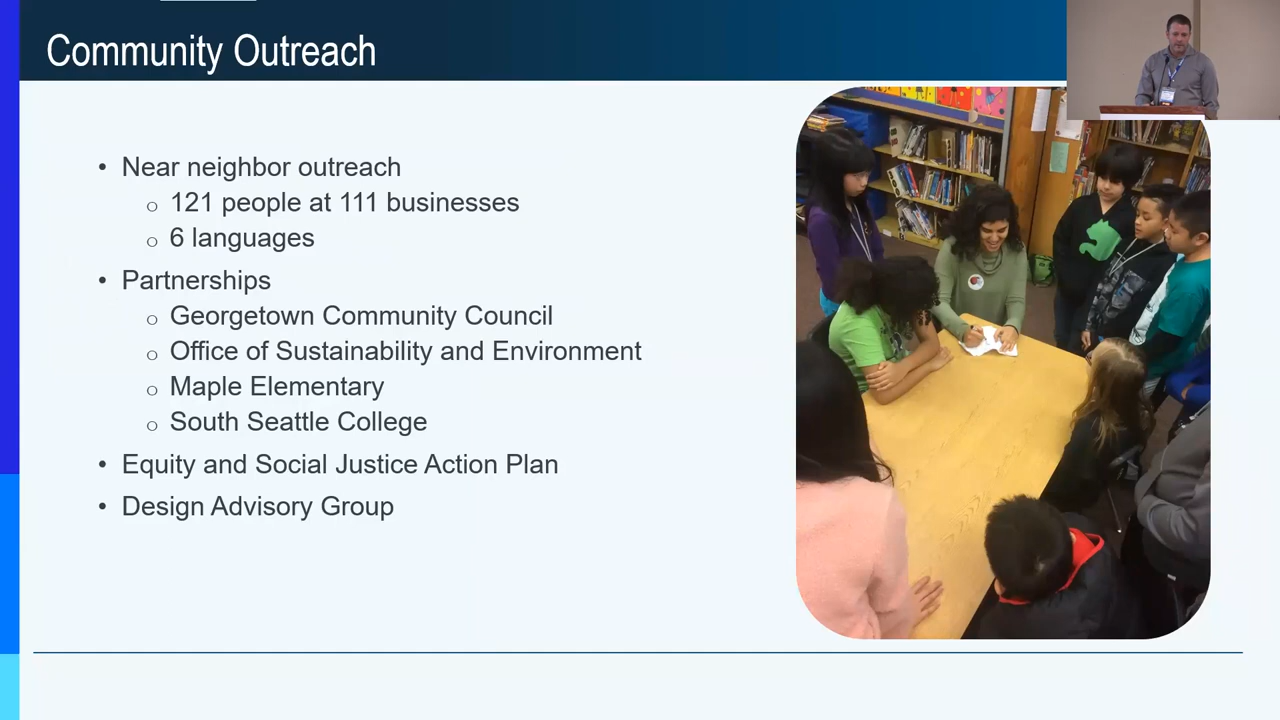 Community Outreach
• Near neighbor outreach
o 121 people at 111 businesses
o 6 languages
• Partnerships
o Georgetown Community Council
o Office of Sustainability and Environment
o Maple Elementary
o South Seattle College
• Equity and Social Justice Action Plan
• Design Advisory Group